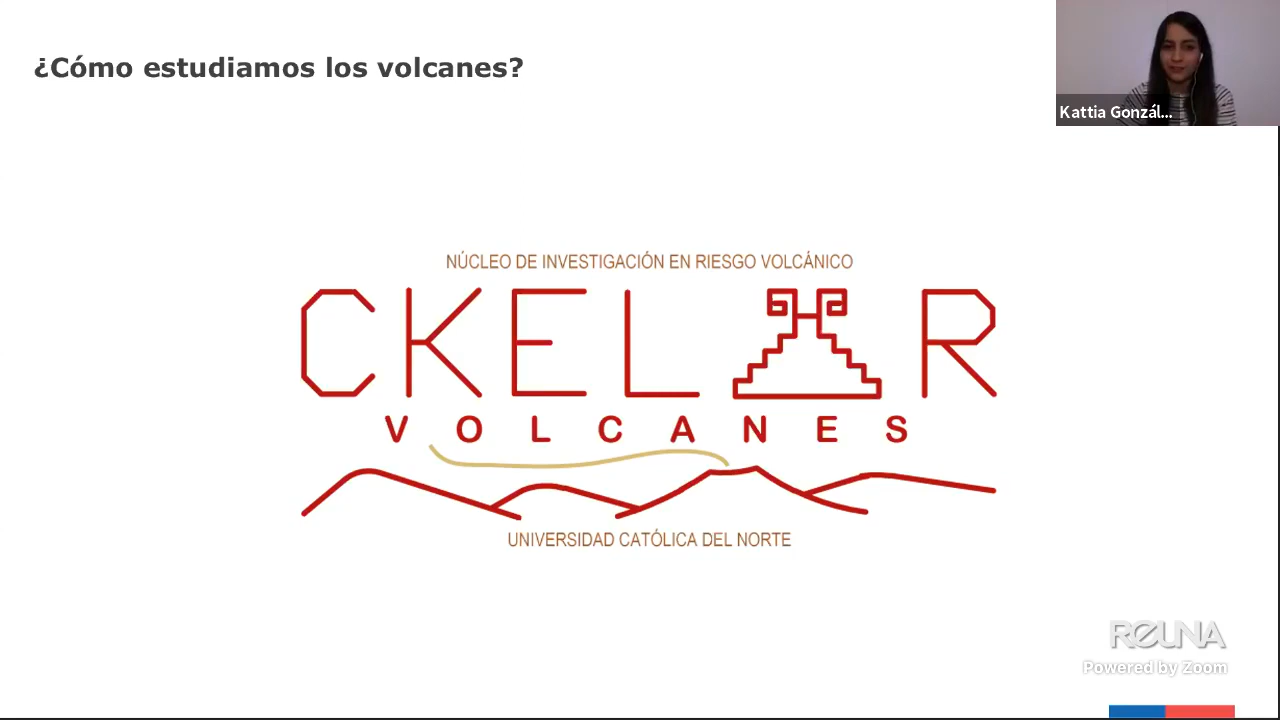 ¿Cómo estudiamos los volcanes?
Kattia Gonzál...
NÚCLEO DE INVESTIGACIÓN EN RIESGO VOLCÁNICO
CKELAR
VOLCANES
UNIVERSIDAD CATÓLICA DEL NORTE
REUNA
Powered by Zoom